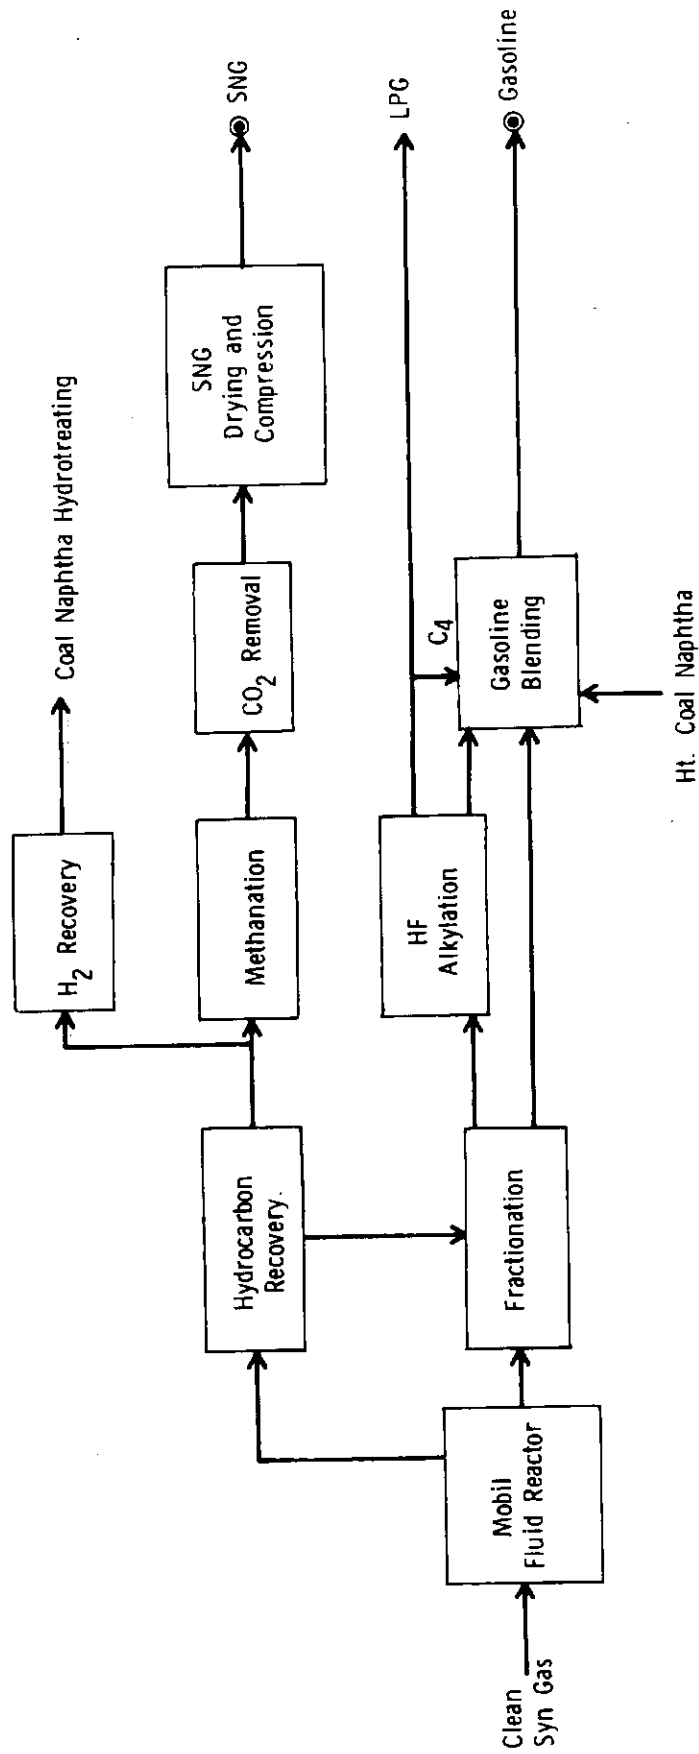 Coal Naphtha Hydrotreating
H2 Recovery
SNG
SNG
Drying and
Compression
CO2 Removal
Methanation
Hydrocarbon
Recovery.
LPG
C4
HF
Alkylation
Gasoline
Gasoline
Blending
Fractionation
Mobil
Fluid Reactor
Clean
Syn Gas
Ht. Coal Naphtha